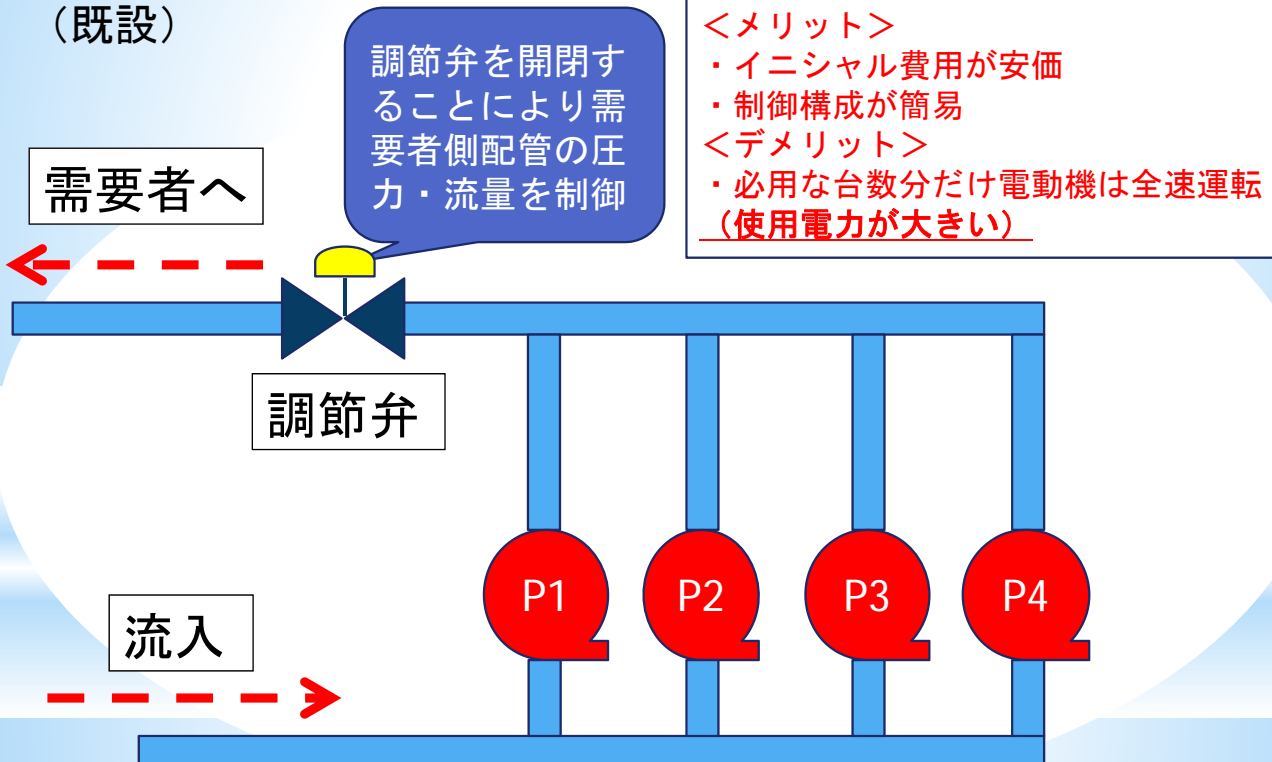 （既設）
調節弁を開閉す
ることにより需
要者側配管の圧
力・流量を制御
＜メリット＞
・イニシャル費用が安価
・制御構成が簡易
＜デメリット＞
・必用な台数分だけ電動機は全速運転
（使用電力が大きい）
需要者へ
調節弁
P1
P2
P3
P4
流入